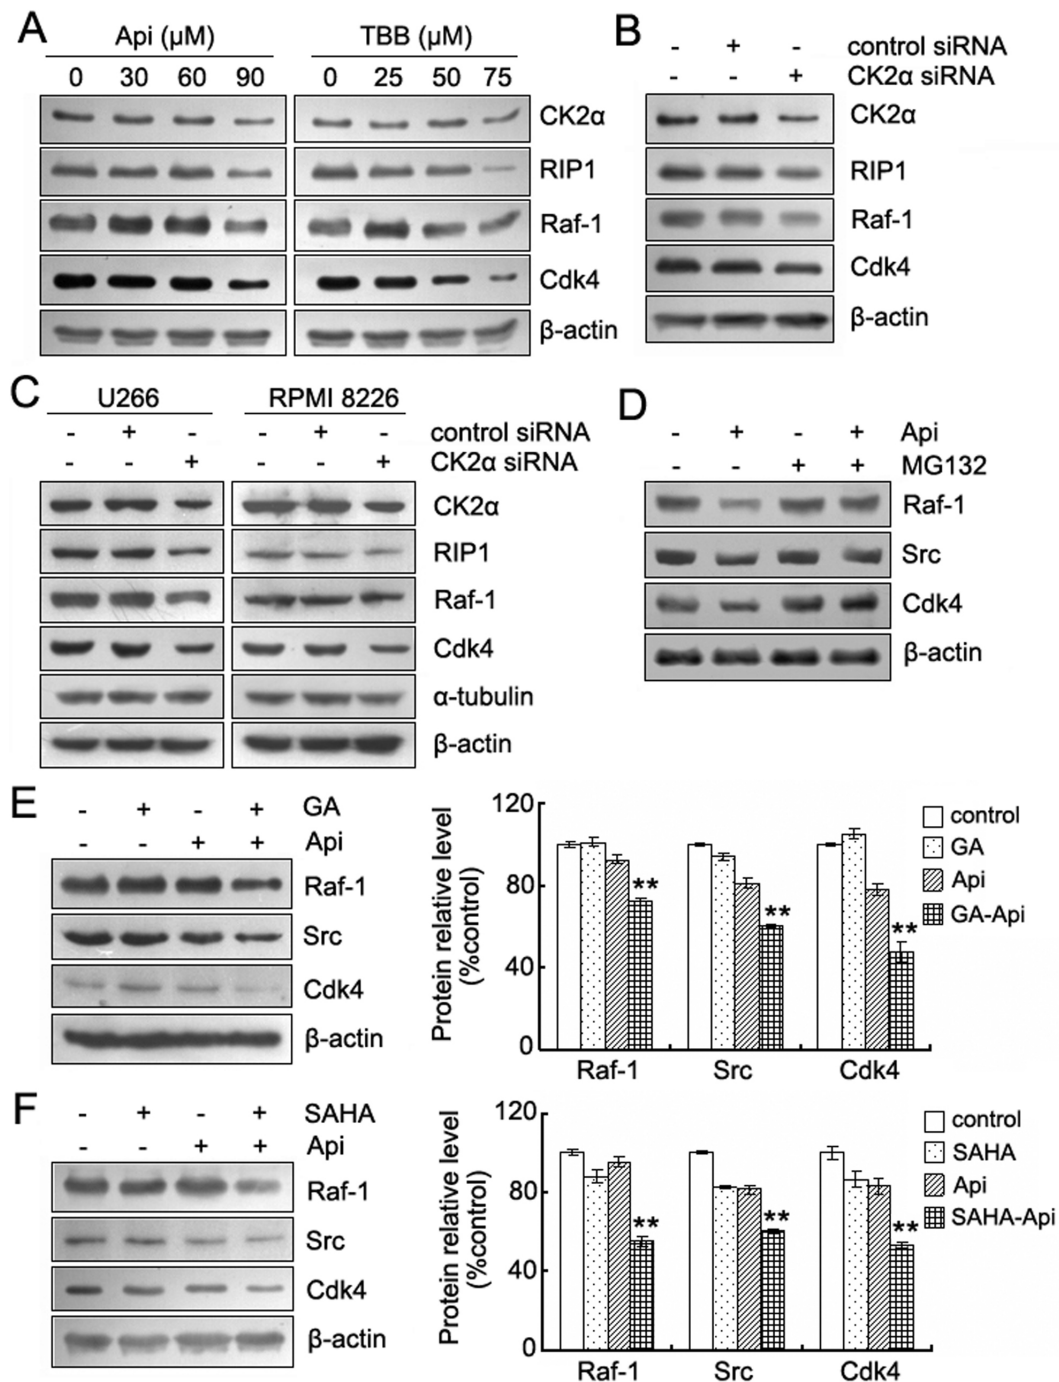 A
Api (μM) TBB (μM)
0 30 60 90 0 25 50 75
CK2α
RIP1
Raf-1
Cdk4
β-actin
B
- + - control siRNA
- - + CK2α siRNA
CK2α
RIP1
Raf-1
Cdk4
β-actin
C
U266 RPMI 8226
- + - - + - control siRNA
- - + - - + CK2α siRNA
CK2α
RIP1
Raf-1
Cdk4
α-tubulin
β-actin
D
- + - + Api
- - + + MG132
Raf-1
Src
Cdk4
β-actin
E
- + - + GA
- - + + Api
Raf-1
Src
Cdk4
β-actin
Protein relative level
(%control)
120
80
40
0
** ** **
Raf-1 Src Cdk4
control
GA
Api
GA-Api
F
- + - + SAHA
- - + + Api
Raf-1
Src
Cdk4
β-actin
Protein relative level
(%control)
120
80
40
0
** ** **
Raf-1 Src Cdk4
control
SAHA
Api
SAHA-Api